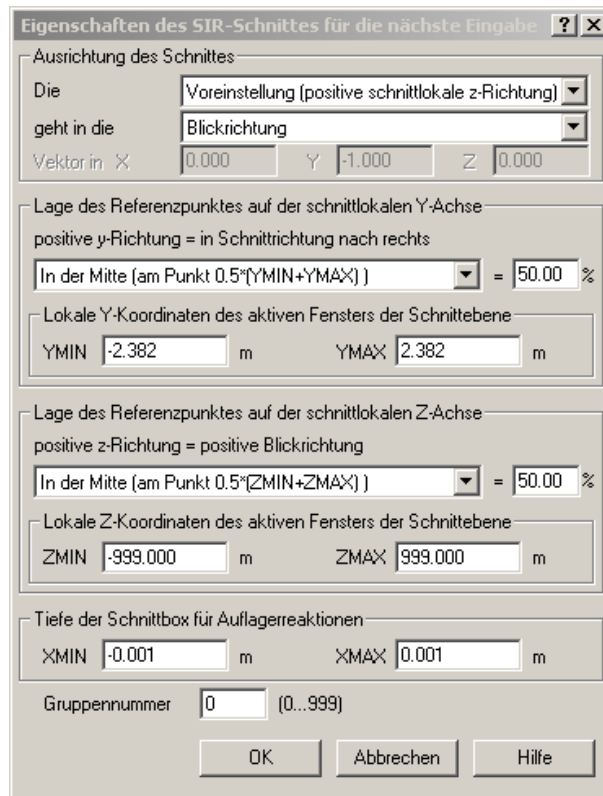 Eigenschaften des SIR-Schnittes für die nächste Eingabe ? ×
Ausrichtung des Schnittes
Die Voreinstellung (positive schnittlokale z-Richtung)
geht in die Blickrichtung
Vektor in X 0.000 Y -1.000 Z 0.000
Lage des Referenzpunktes auf der schnittlokalen Y-Achse
positive y-Richtung = in Schnittrichtung nach rechts
In der Mitte (am Punkt 0.5*(YMIN+YMAX) ) = 50.00 %
Lokale Y-Koordinaten des aktiven Fensters der Schnittebene
YMIN -2.382 m YMAX 2.382 m
Lage des Referenzpunktes auf der schnittlokalen Z-Achse
positive z-Richtung = positive Blickrichtung
In der Mitte (am Punkt 0.5*(ZMIN+ZMAX) ) = 50.00 %
Lokale Z-Koordinaten des aktiven Fensters der Schnittebene
ZMIN -999.000 m ZMAX 999.000 m
Tiefe der Schnittbox für Auflagerreaktionen
XMIN -0.001 m XMAX 0.001 m
Gruppennummer 0 (0...999)
OK Abbrechen Hilfe